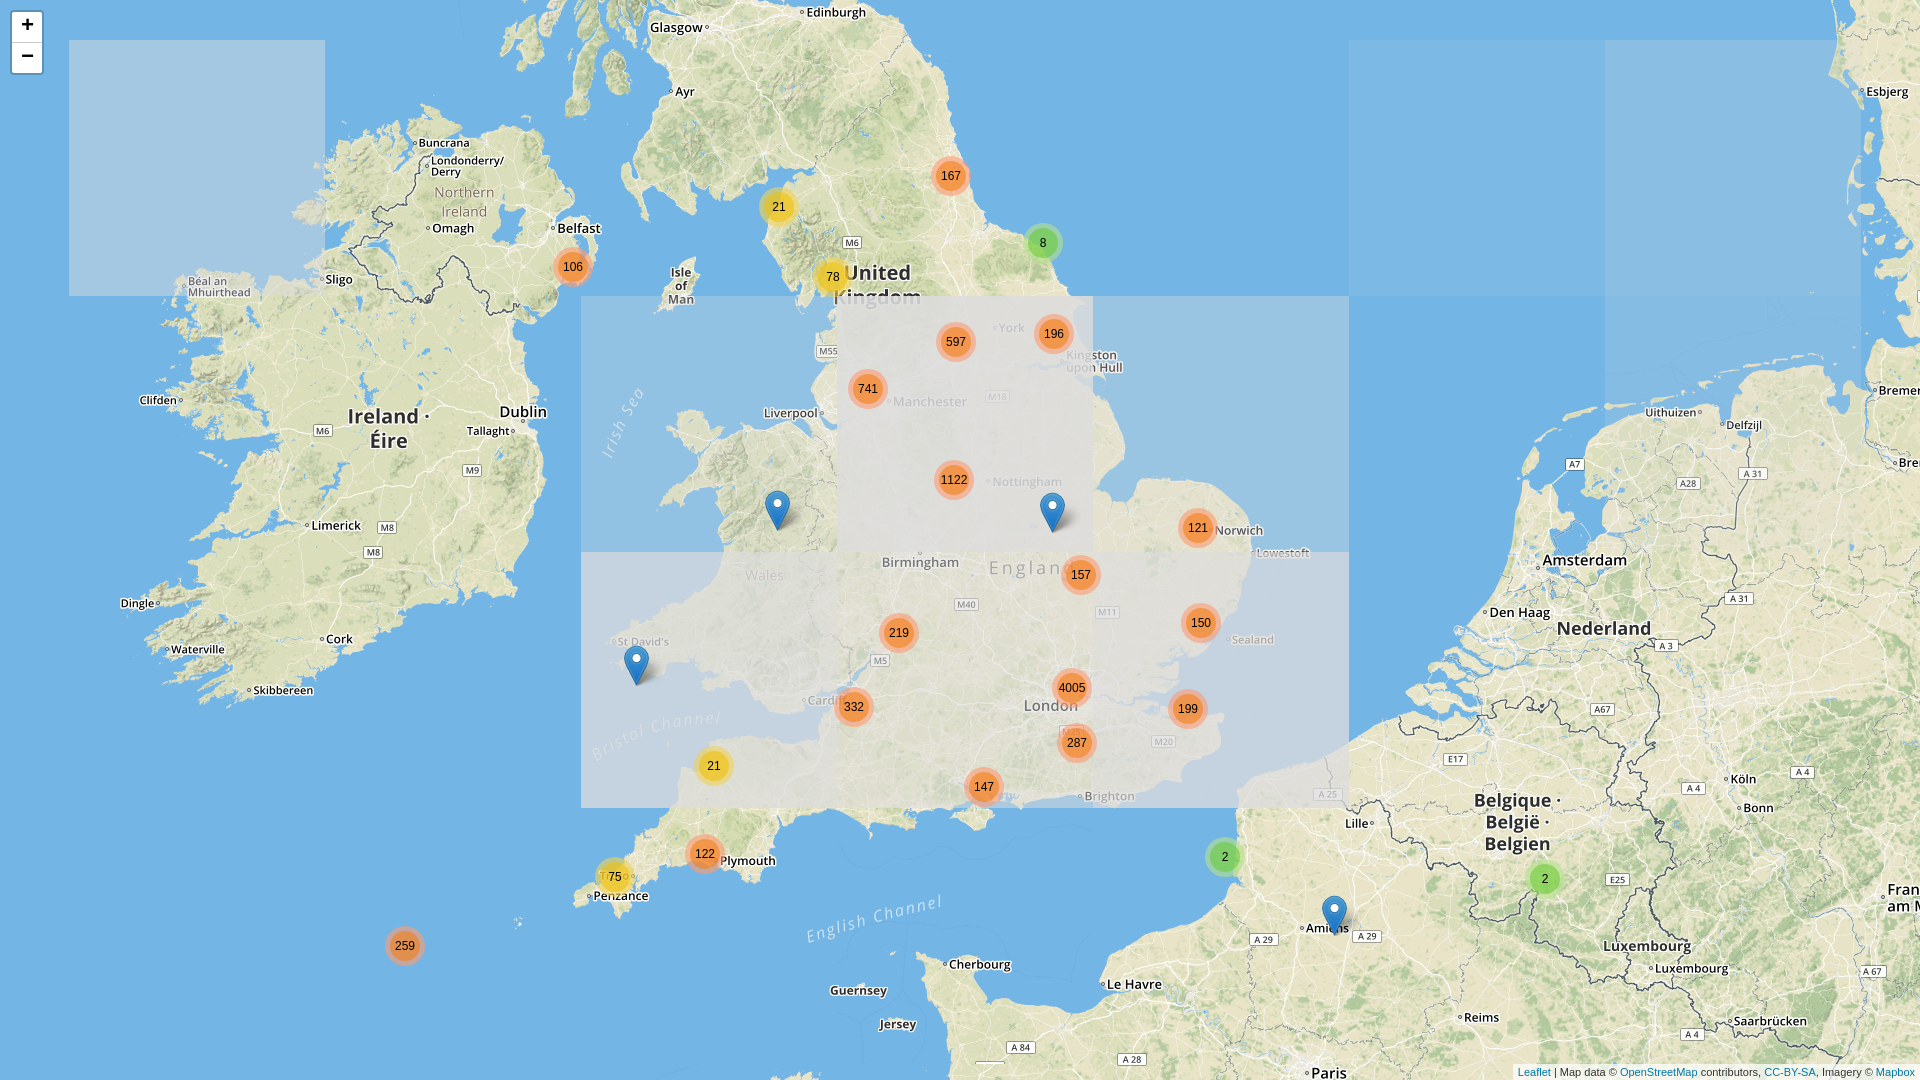 +
−
Edinburgh
Glasgow
Ayr
Esbjerg
Buncrana
Londonderry/
Derry
Northern
Ireland
Omagh
Belfast
167
21
8
M6
106
78
United
Kingdom
Isle
of
Man
Sligo
Béal an
Mhuirthead
York
196
597
Kingston
upon Hull
M55
741
Manchester
M18
Liverpool
Irish Sea
Clifden
Ireland ·
Éire
M6
Dublin
Tallaght
M9
Uithuizen
Delfzijl
Bremer
A7
A 31
A28
Bre
1122
Nottingham
Limerick
M8
M8
121
Norwich
Lowestoft
Birmingham
Englan
157
Wales
Amsterdam
A 31
Den Haag
Nederland
A 3
Dingle
Cork
Waterville
Skibbereen
M40
M11
150
219
Sealand
St David's
M5
4005
Cardiff
332
London
199
A67
287
M20
Bristol Channel
21
E17
147
Brighton
A 25
Köln
A 4
A 4
Bonn
Belgique ·
België ·
Belgien
Lille
122
Plymouth
2
75
Penzance
2
E25
Fran
am M
259
English Channel
Amiens
A 29
A 29
Luxembourg
Luxembourg
A 67
Cherbourg
Le Havre
Guernsey
Jersey
Reims
Saarbrücken
A 4
A 84
A 28
Paris
Leaflet | Map data © OpenStreetMap contributors, CC-BY-SA, Imagery © Mapbox